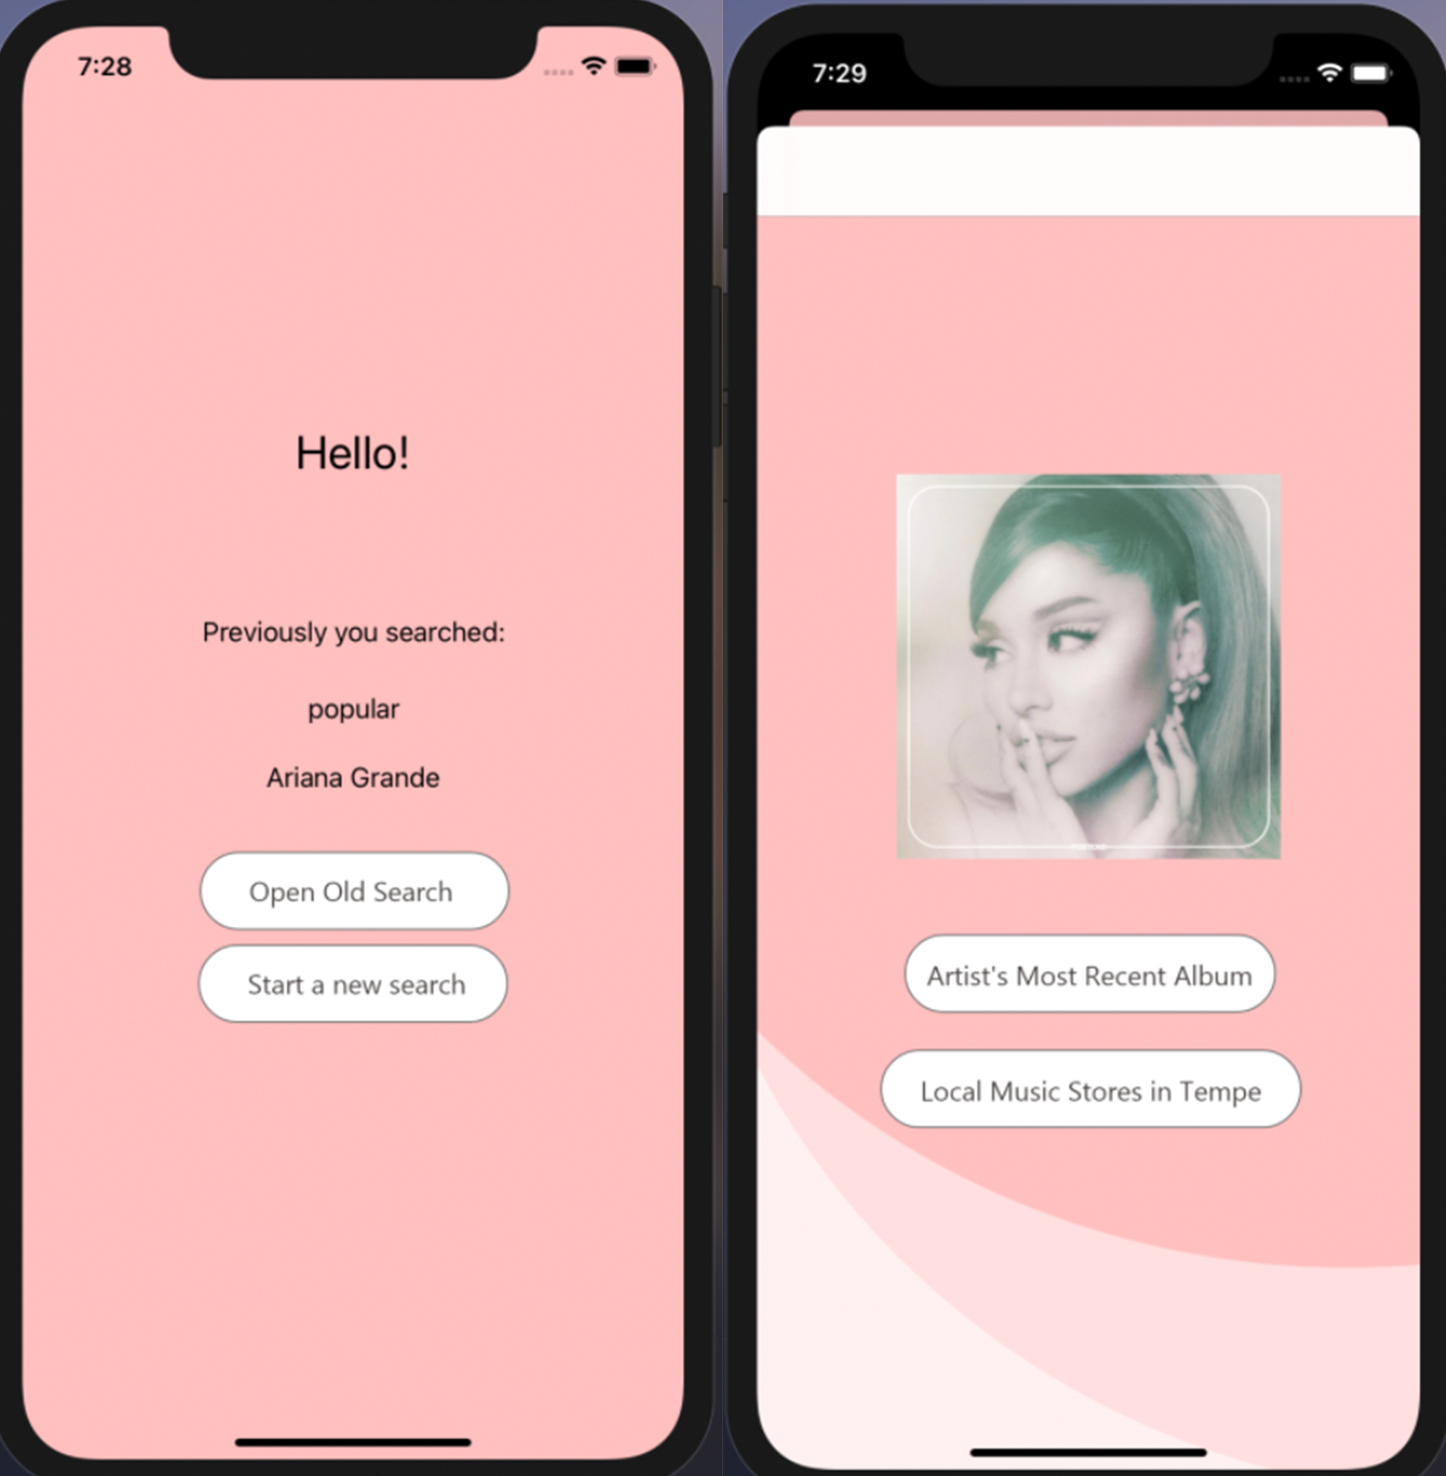 7:28
Hello!
Previously you searched:
popular
Ariana Grande
Open Old Search
Start a new search
7:29
Artist's Most Recent Album
Local Music Stores in Tempe